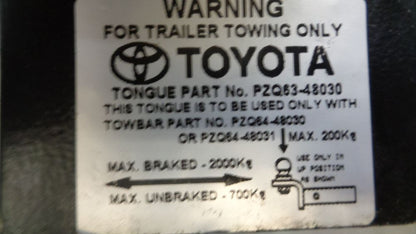 WARNING
FOR TRAILER TOWING ONLY
TOYOTA
TONGUE PART No. PZQ63-48030
THIS TONGUE IS TO BE USED ONLY WITH
TOWBAR PART NO. PZQ64-48030
OR PZQ64-48031 MAX. 200Kg
MAX. BRAKED - 2000Kg
MAX. UNBRAKED - 700Kg
USE ONLY IN
UP POSITION
AS SHOWN